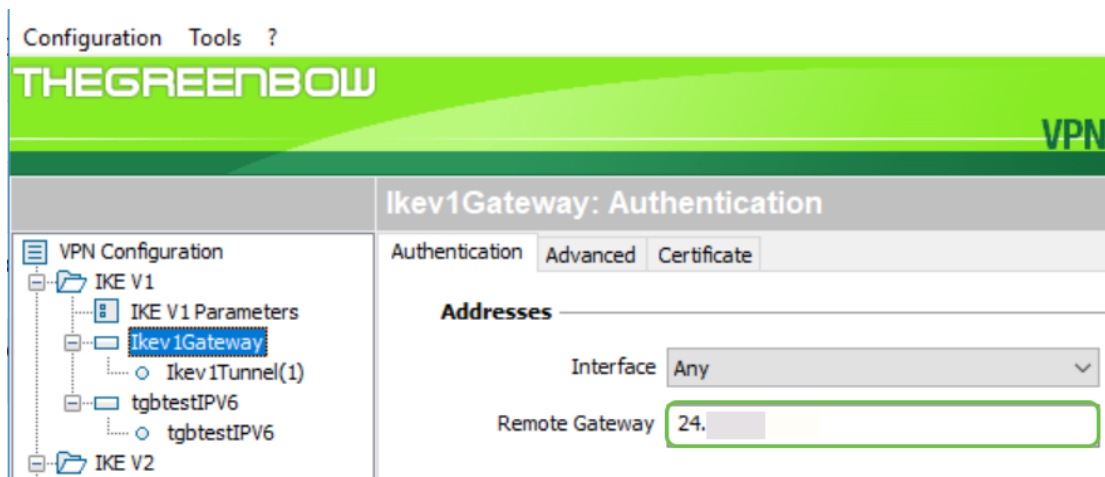 Configuration Tools ?
THEGREENBOW
VPN
Ikev1Gateway: Authentication
VPN Configuration
IKE V1
IKE V1 Parameters
Ikev1Gateway
Ikev1Tunnel(1)
tgbtestIPV6
tgbtestIPV6
IKE V2
Authentication Advanced Certificate
Addresses
Interface Any
Remote Gateway 24.